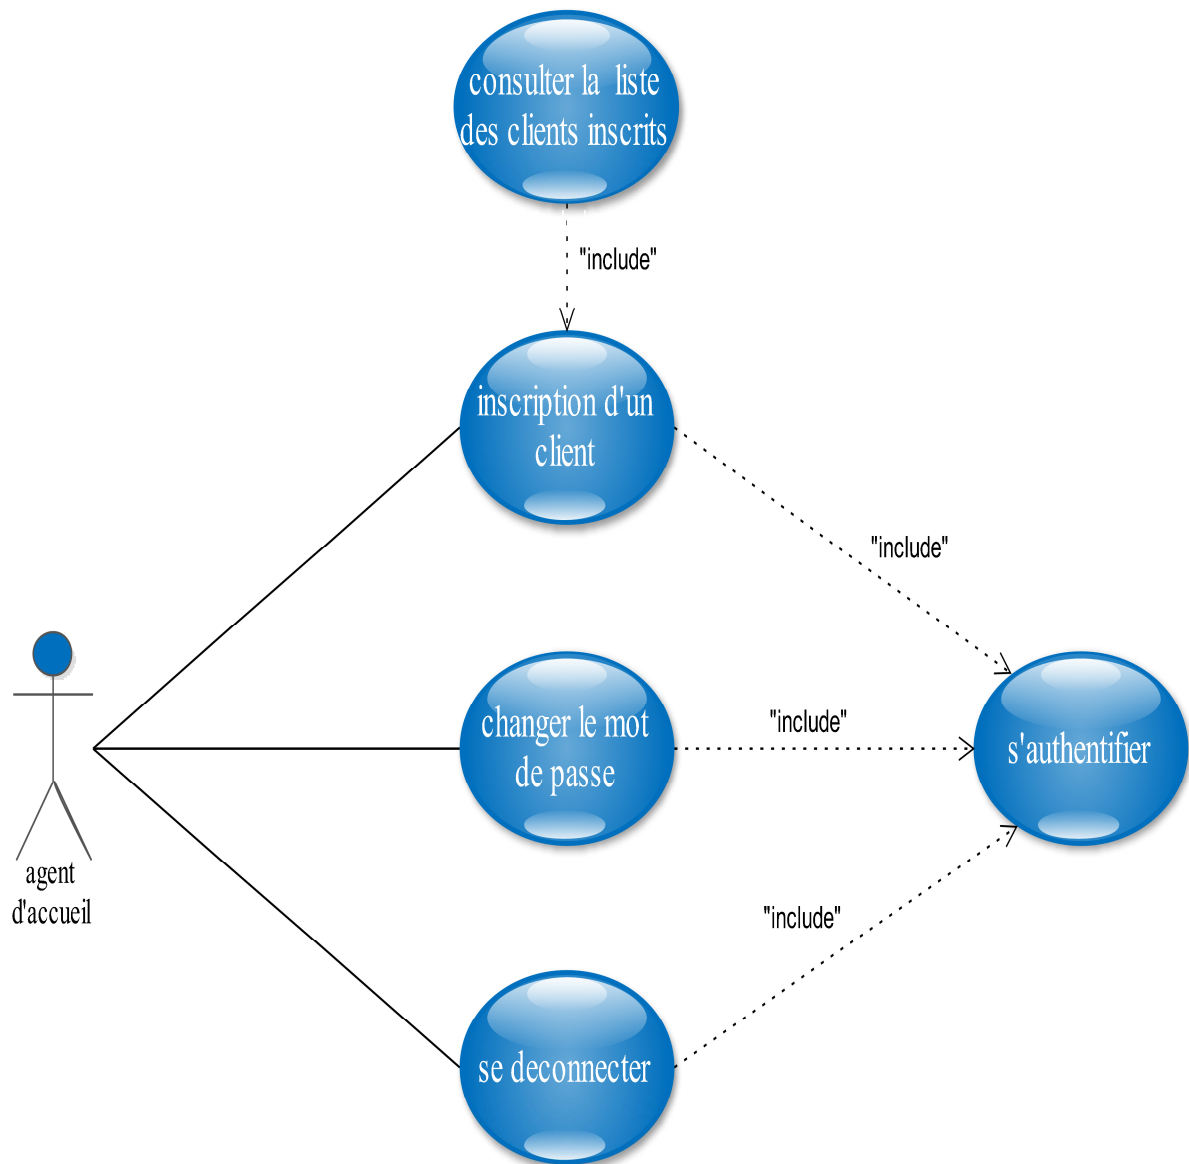 consulter la liste
des clients inscrits
"include"
inscription d'un
client
"include"
changer le mot
de passe
"include"
s'authentifier
agent
d'accueil
"include"
se deconnecter